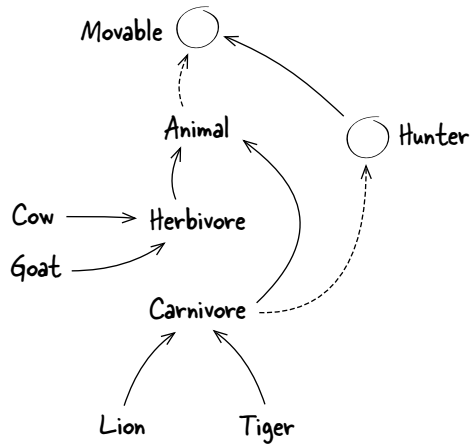 Movable
Animal
Hunter
Cow
Herbivore
Goat
Carnivore
Lion
Tiger